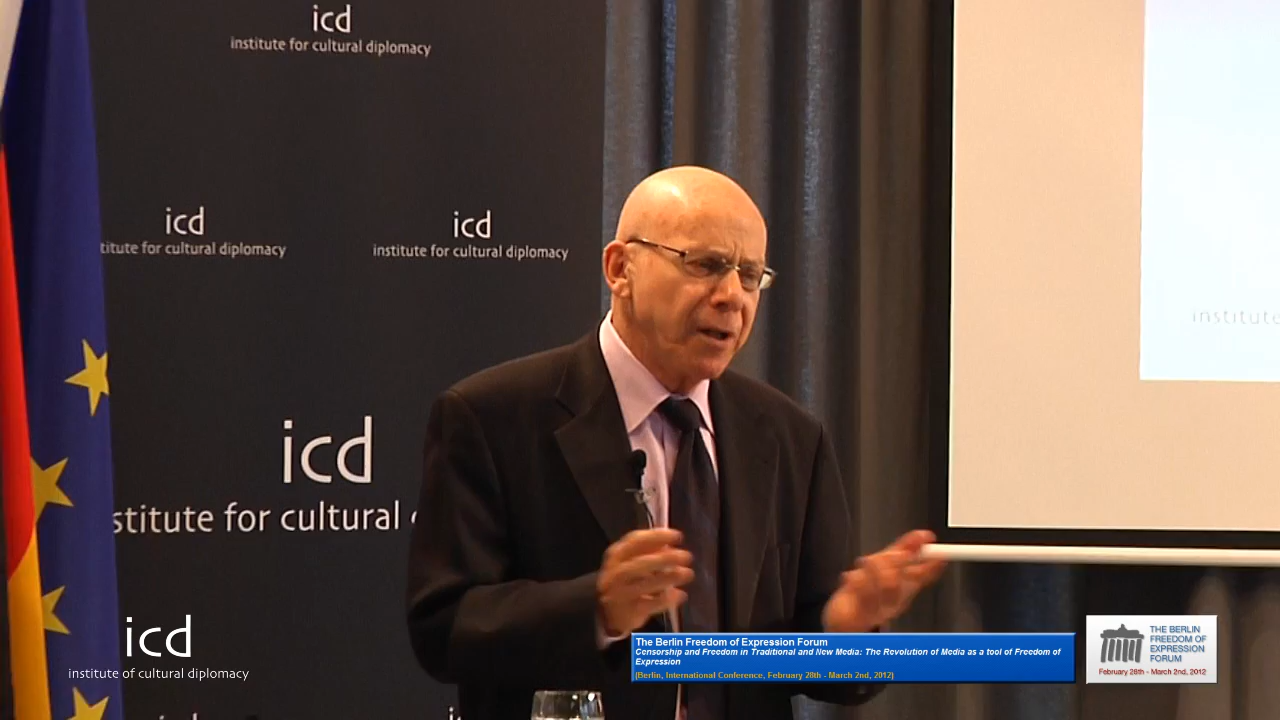 icd
institute for cultural diplomacy
icd
titute for cultural diplomacy
icd
institute for cultural diplomacy
icd
stitute for cultural
institute
icd
institute of cultural diplomacy
The Berlin Freedom of Expression Forum
Censorship and Freedom in Traditional and New Media: The Revolution of Media as a tool of Freedom of
Expression
(Berlin, International Conference, February 28th - March 2nd, 2012)
THE BERLIN
FREEDOM OF
EXPRESSION
FORUM
February 28th - March 2nd, 2012